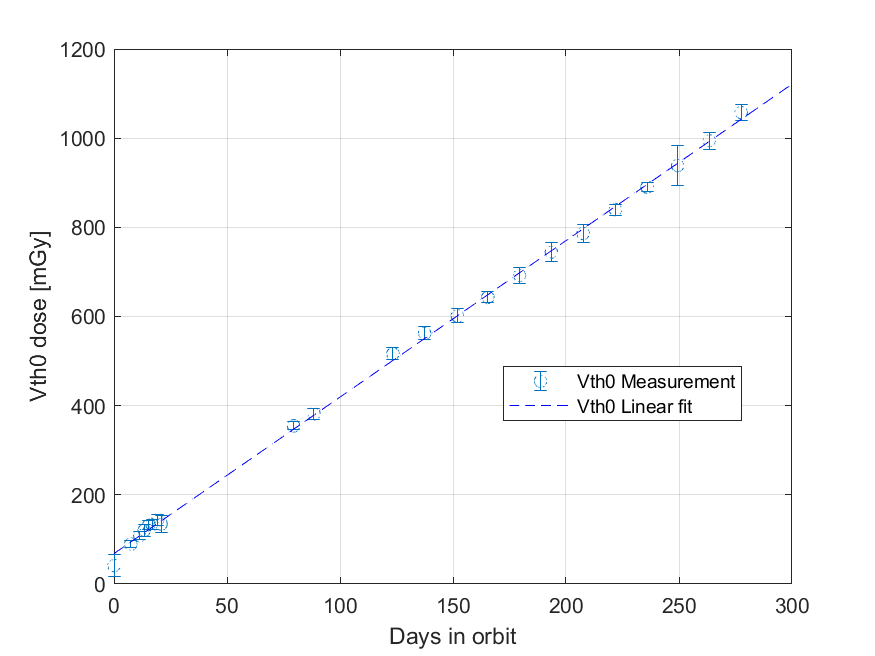 1200
1000
800
600
400
200
0
Vth0 dose [mGy]
Vth0 Measurement
Vth0 Linear fit
0 50 100 150 200 250 300
Days in orbit